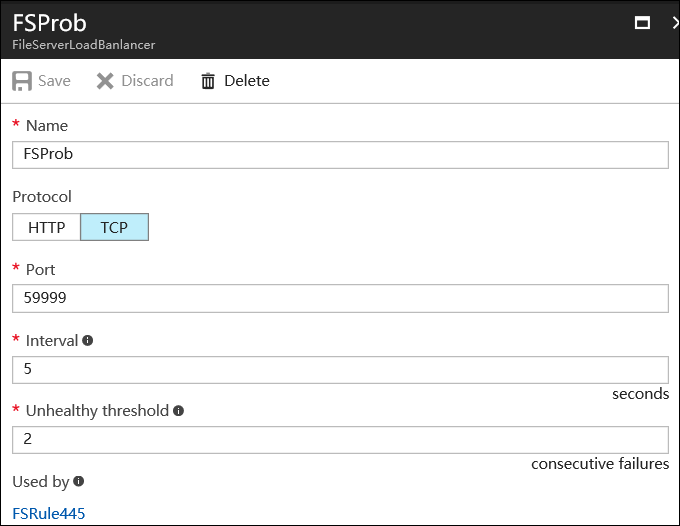 FSProb
FileServerLoadBanlancer
Save Discard Delete
* Name
FSProb
Protocol
HTTP TCP
* Port
59999
* Interval
5
seconds
* Unhealthy threshold
2
consecutive failures
Used by
FSRule445